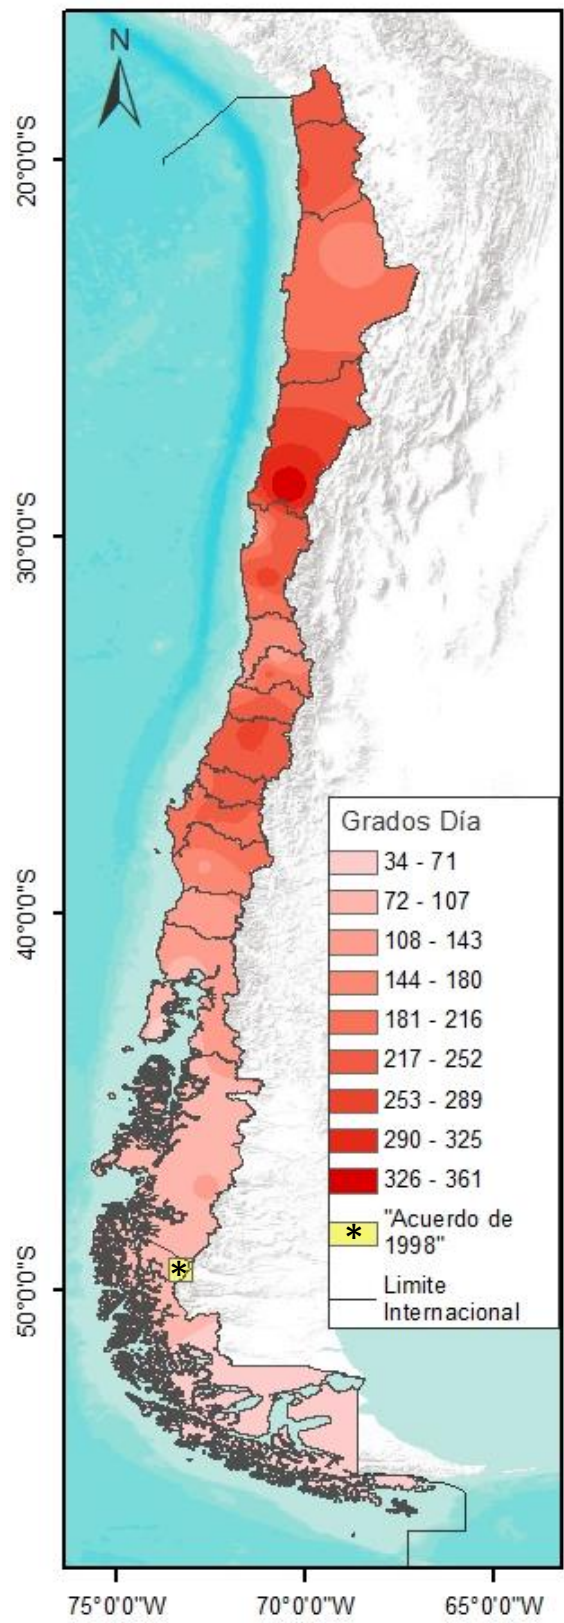 N
20°0'0"S
30°0'0"S
40°0'0"S
50°0'0"S
Grados Día
34 - 71
72 - 107
108 - 143
144 - 180
181 - 216
217 - 252
253 - 289
290 - 325
326 - 361
* "Acuerdo de
1998"
Limite
Internacional
*
75°0'0"W 70°0'0"W 65°0'0"W